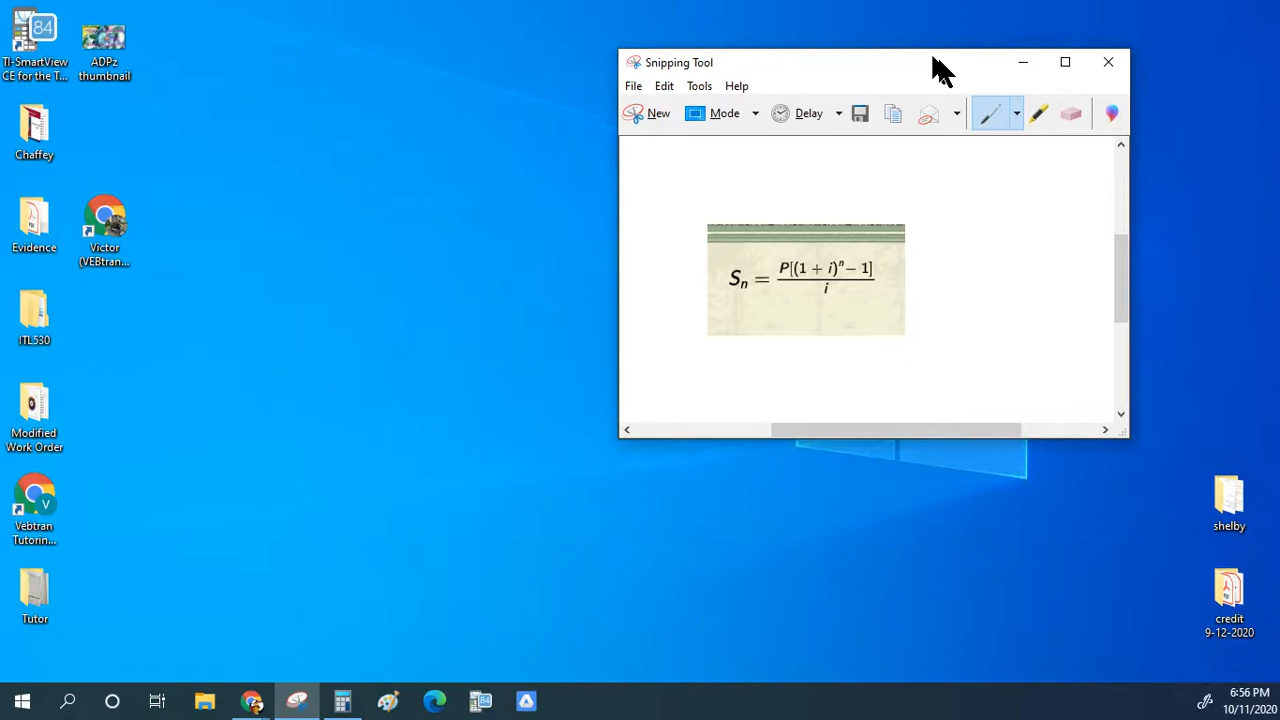 TI-SmartView
CE for the T...
84
ADPz
thumbnail
Chaffey
Evidence
Victor
(VEBtran...
ITL530
Modified
Work Order
V
Vebtran
Tutorin...
Tutor
Snipping Tool
File Edit Tools Help
New Mode Delay
Sₙ = P[(1 + i)ⁿ − 1] / i
shelby
credit
9-12-2020
84
6:56 PM
10/11/2020